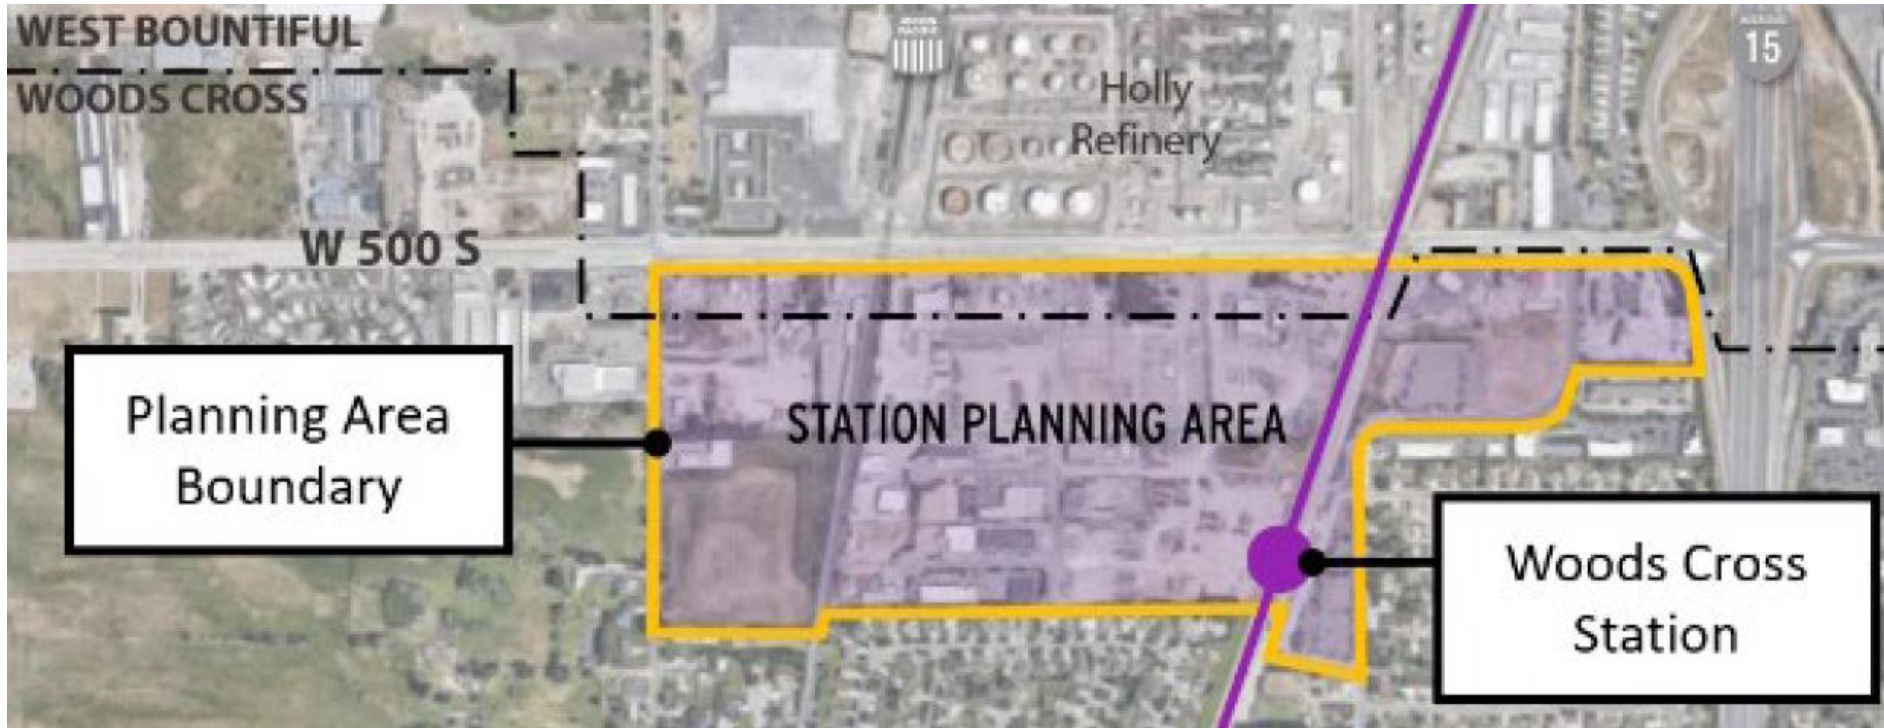 WEST BOUNTIFUL
WOODS CROSS
15
Holly
Refinery
W 500 S
Planning Area
Boundary
STATION PLANNING AREA
Woods Cross
Station